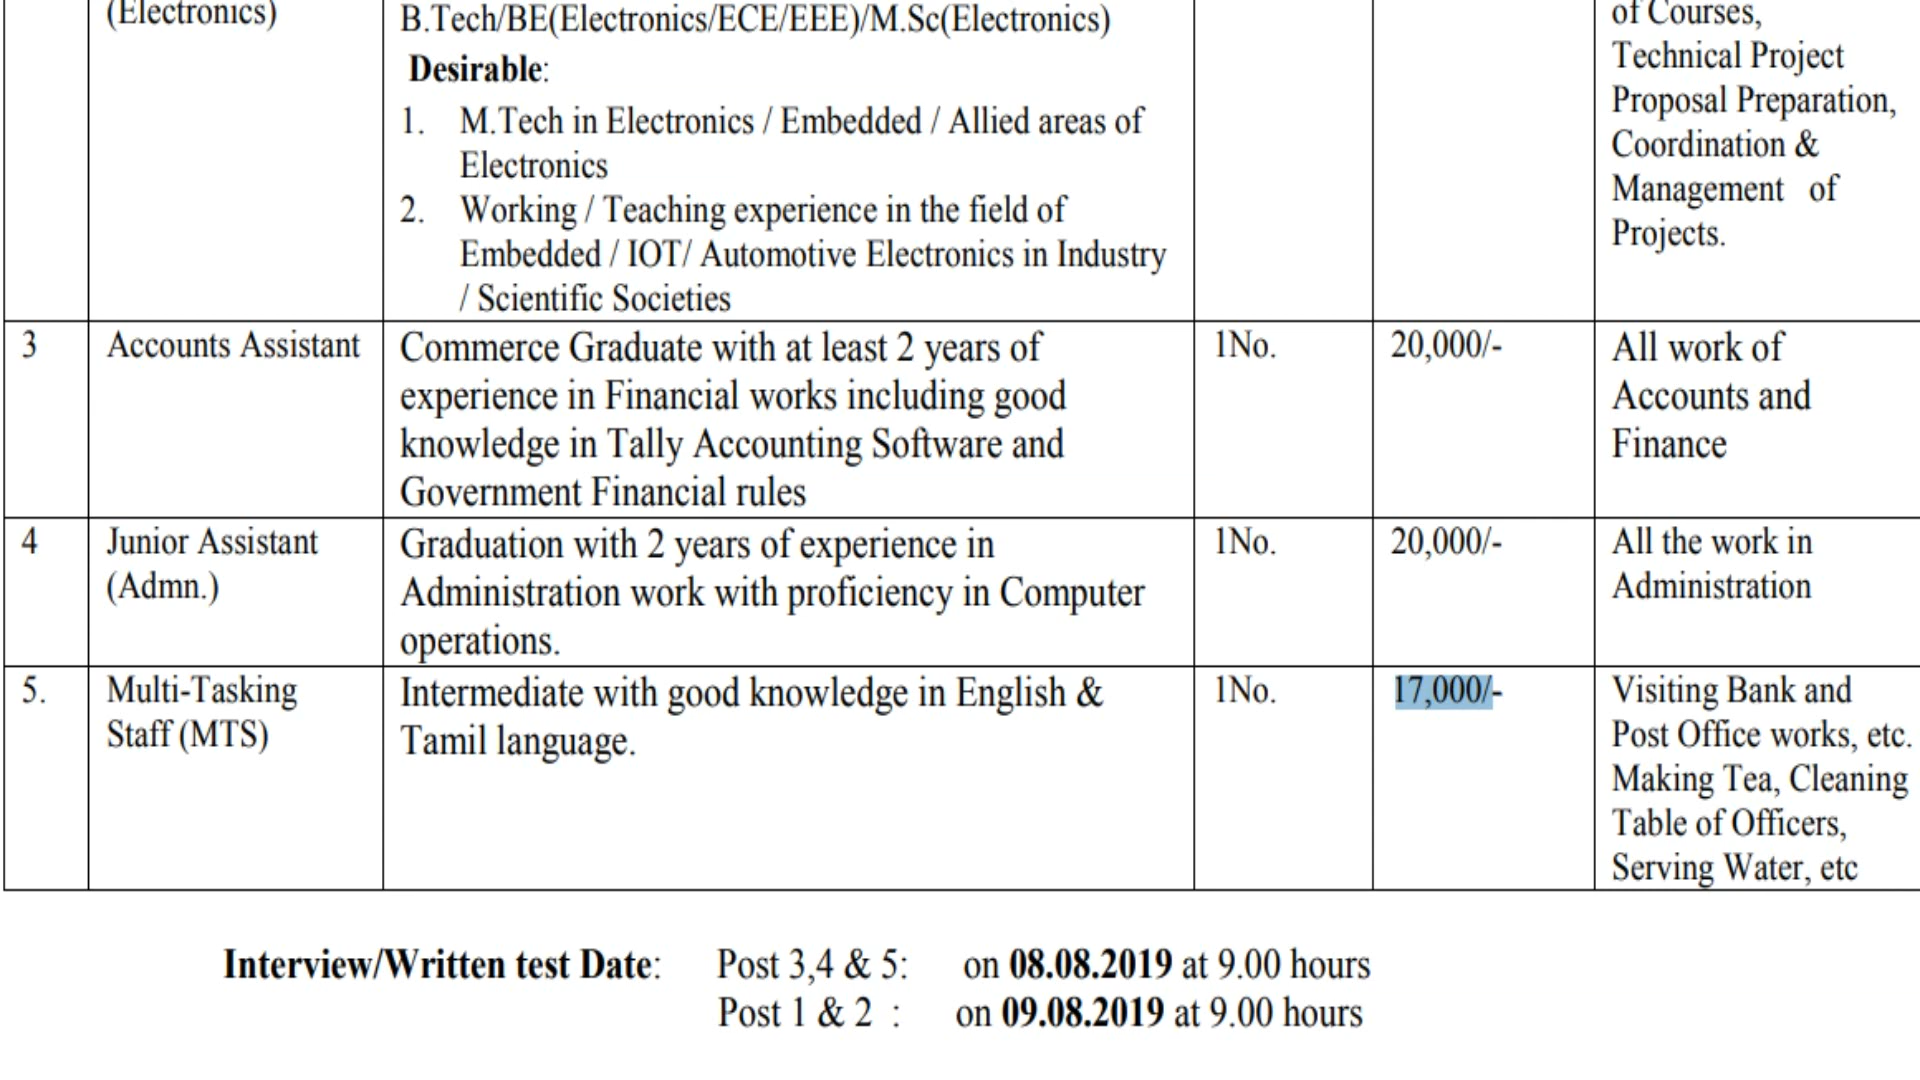 (Electronics)
B.Tech/BE(Electronics/ECE/EEE)/M.Sc(Electronics)
Desirable:
1. M.Tech in Electronics / Embedded / Allied areas of
Electronics
2. Working / Teaching experience in the field of
Embedded / IOT/ Automotive Electronics in Industry
/ Scientific Societies
of Courses,
Technical Project
Proposal Preparation,
Coordination &
Management of
Projects.
3
Accounts Assistant
Commerce Graduate with at least 2 years of
experience in Financial works including good
knowledge in Tally Accounting Software and
Government Financial rules
1No.
20,000/-
All work of
Accounts and
Finance
4
Junior Assistant
(Admn.)
Graduation with 2 years of experience in
Administration work with proficiency in Computer
operations.
1No.
20,000/-
All the work in
Administration
5.
Multi-Tasking
Staff (MTS)
Intermediate with good knowledge in English &
Tamil language.
1No.
17,000/-
Visiting Bank and
Post Office works, etc.
Making Tea, Cleaning
Table of Officers,
Serving Water, etc
Interview/Written test Date: Post 3,4 & 5: on 08.08.2019 at 9.00 hours
Post 1 & 2 : on 09.08.2019 at 9.00 hours